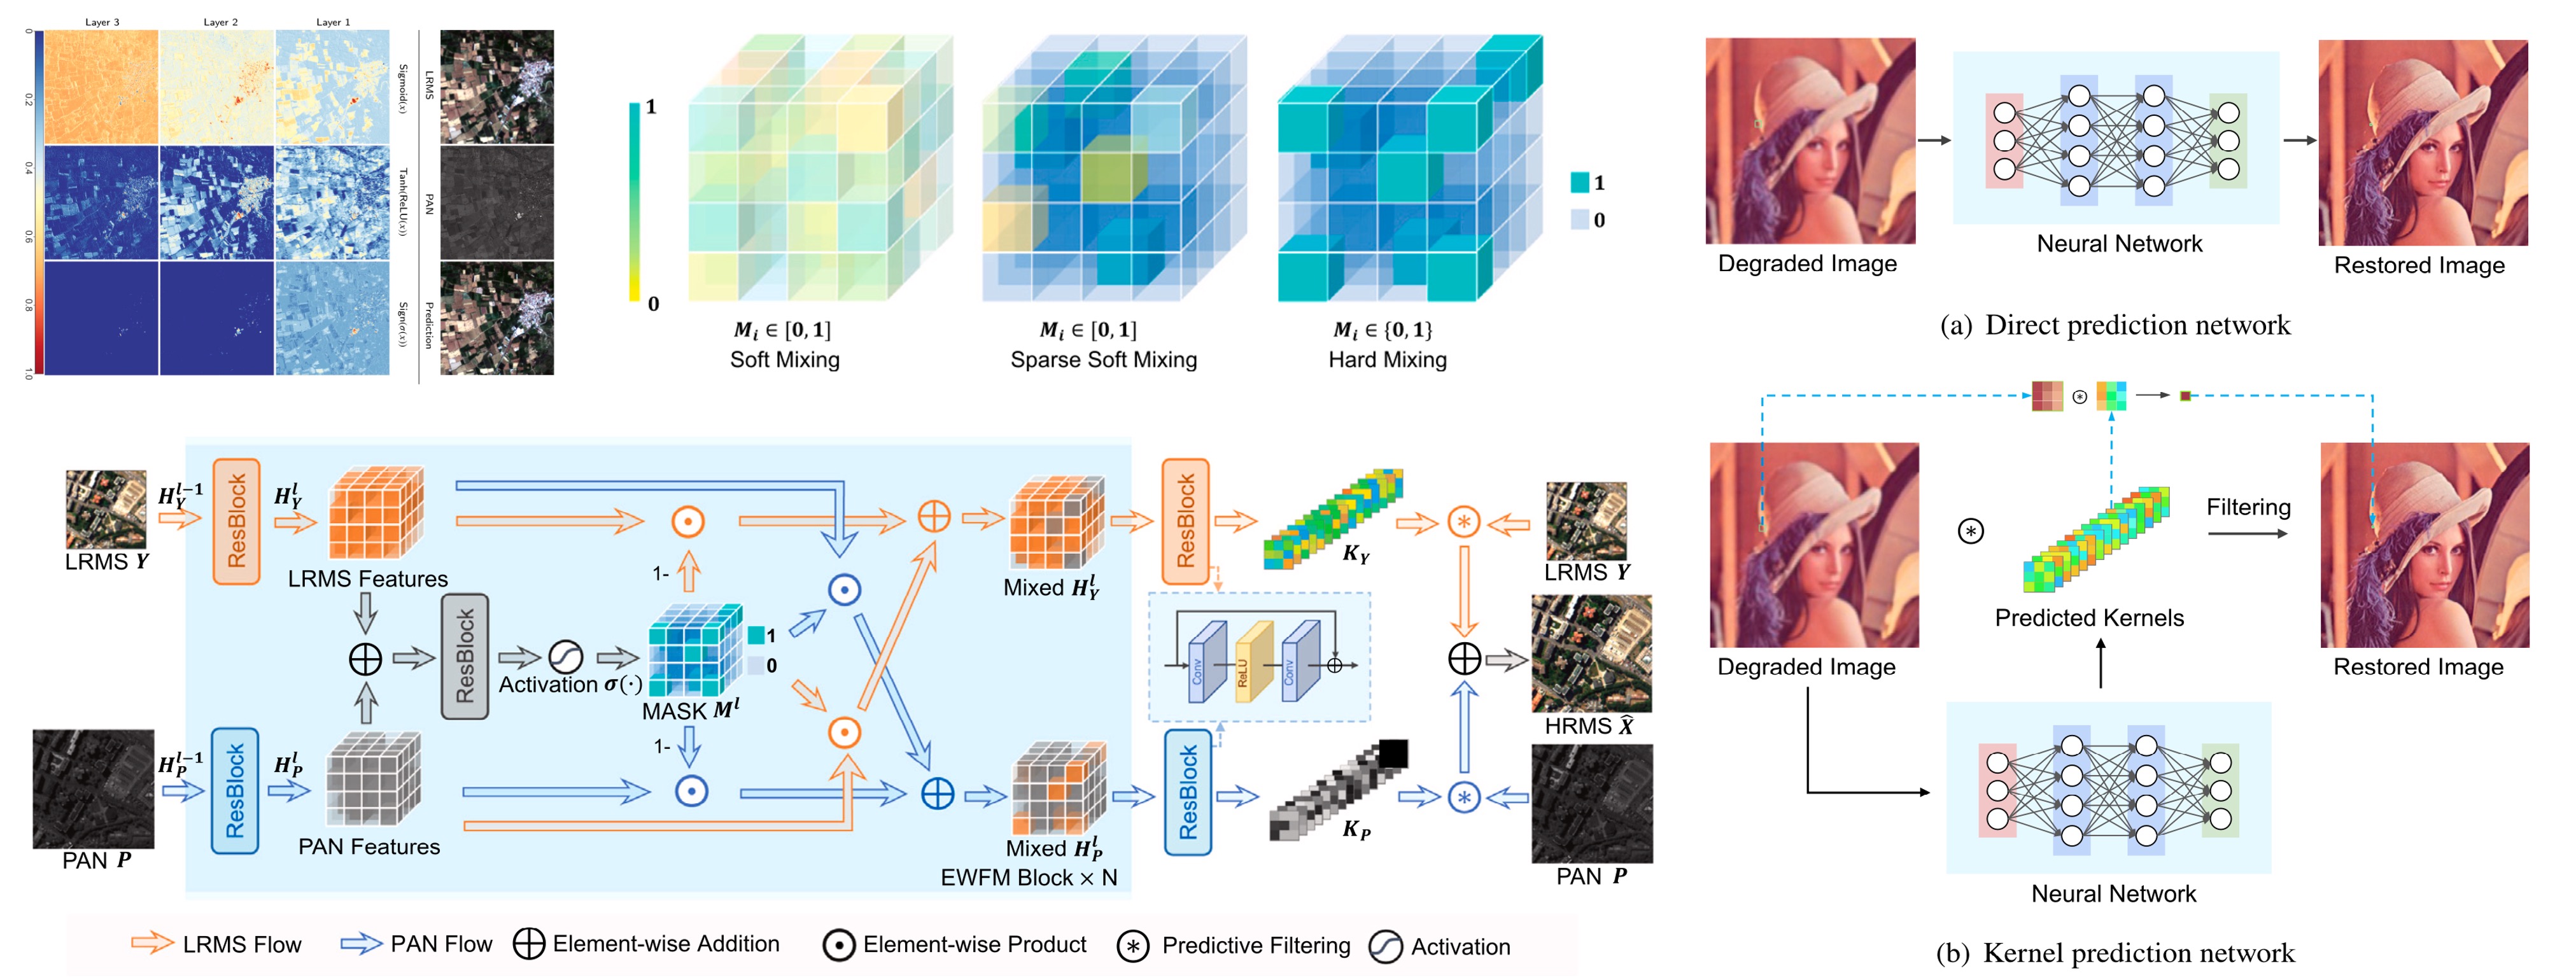 Layer 3
Layer 2
Layer 1
0
0.2
0.4
0.6
0.8
1.0
Sigmoid(x)
Tanh(ReLU(x))
Sign(σ(x))
LRMS
PAN
Prediction
1
0
M_i ∈ [0, 1]
Soft Mixing
M_i ∈ [0, 1]
Sparse Soft Mixing
M_i ∈ {0, 1}
Hard Mixing
1
0
Degraded Image
Neural Network
Restored Image
(a) Direct prediction network
LRMS Y
H_Y^{l-1}
ResBlock
H_Y^l
LRMS Features
1-
Mixed H_Y^l
ResBlock
K_Y
LRMS Y
ResBlock
Activation σ(·)
MASK M^l
1
0
Conv
ReLU
Conv
HRMS X̂
PAN P
H_P^{l-1}
ResBlock
H_P^l
PAN Features
1-
Mixed H_P^l
EWFM Block × N
ResBlock
K_P
PAN P
LRMS Flow
PAN Flow
Element-wise Addition
Element-wise Product
Predictive Filtering
Activation
Degraded Image
Predicted Kernels
Filtering
Restored Image
Neural Network
(b) Kernel prediction network